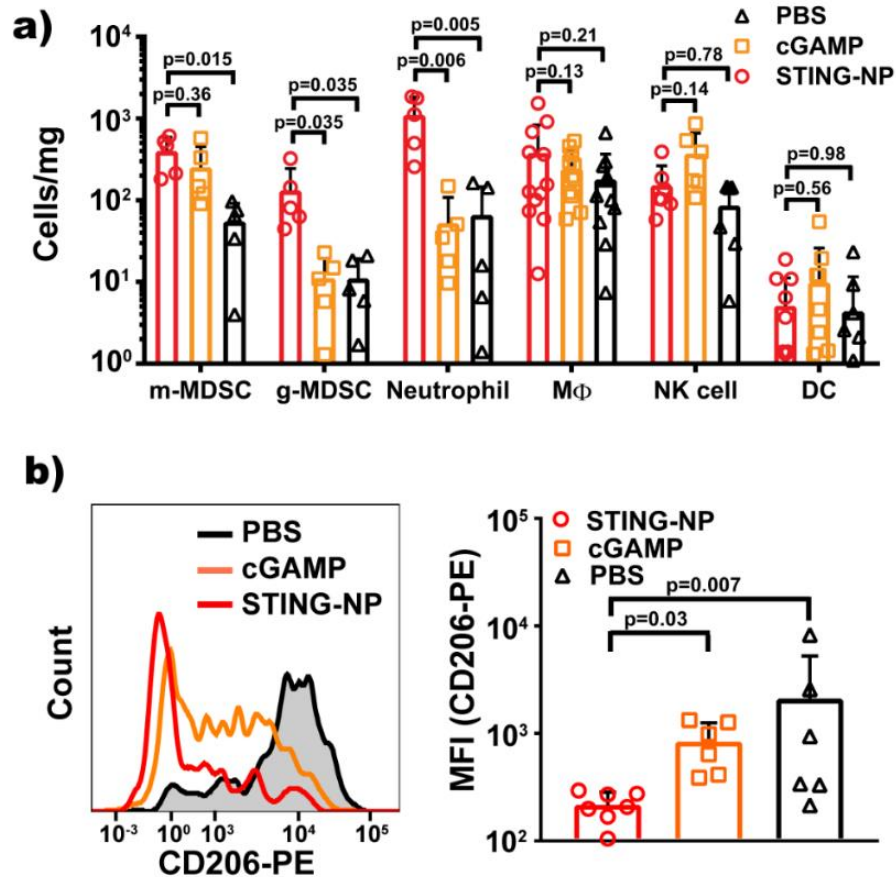 a)
PBS
cGAMP
STING-NP
Cells/mg
10⁴
10³
10²
10¹
10⁰
p=0.015
p=0.36
p=0.035
p=0.035
p=0.005
p=0.006
p=0.21
p=0.13
p=0.78
p=0.14
p=0.98
p=0.56
m-MDSC g-MDSC Neutrophil MΦ NK cell DC
b)
PBS
cGAMP
STING-NP
Count
10⁻³ 10⁰ 10³ 10⁴ 10⁵
CD206-PE
STING-NP
cGAMP
PBS
MFI (CD206-PE)
10⁵
10⁴
10³
10²
p=0.007
p=0.03